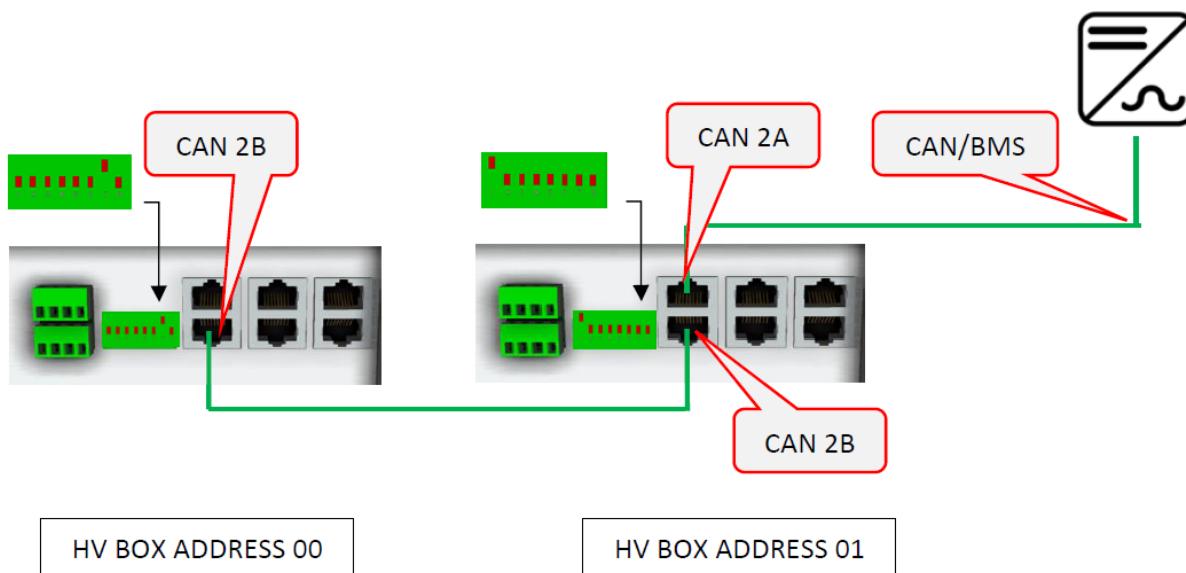 CAN 2B
CAN 2A
CAN/BMS
CAN 2B
HV BOX ADDRESS 00
HV BOX ADDRESS 01